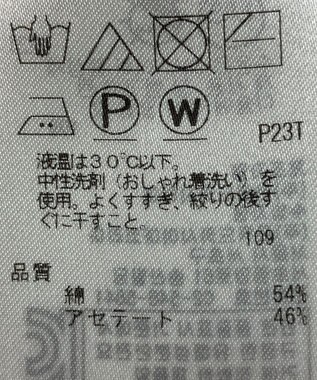 P W
P23T
液温は30℃以下。
中性洗剤（おしゃれ着洗い）を
使用。よくすすぎ、絞りの後す
ぐに干すこと。
109
品質
綿 54%
アセテート 46%